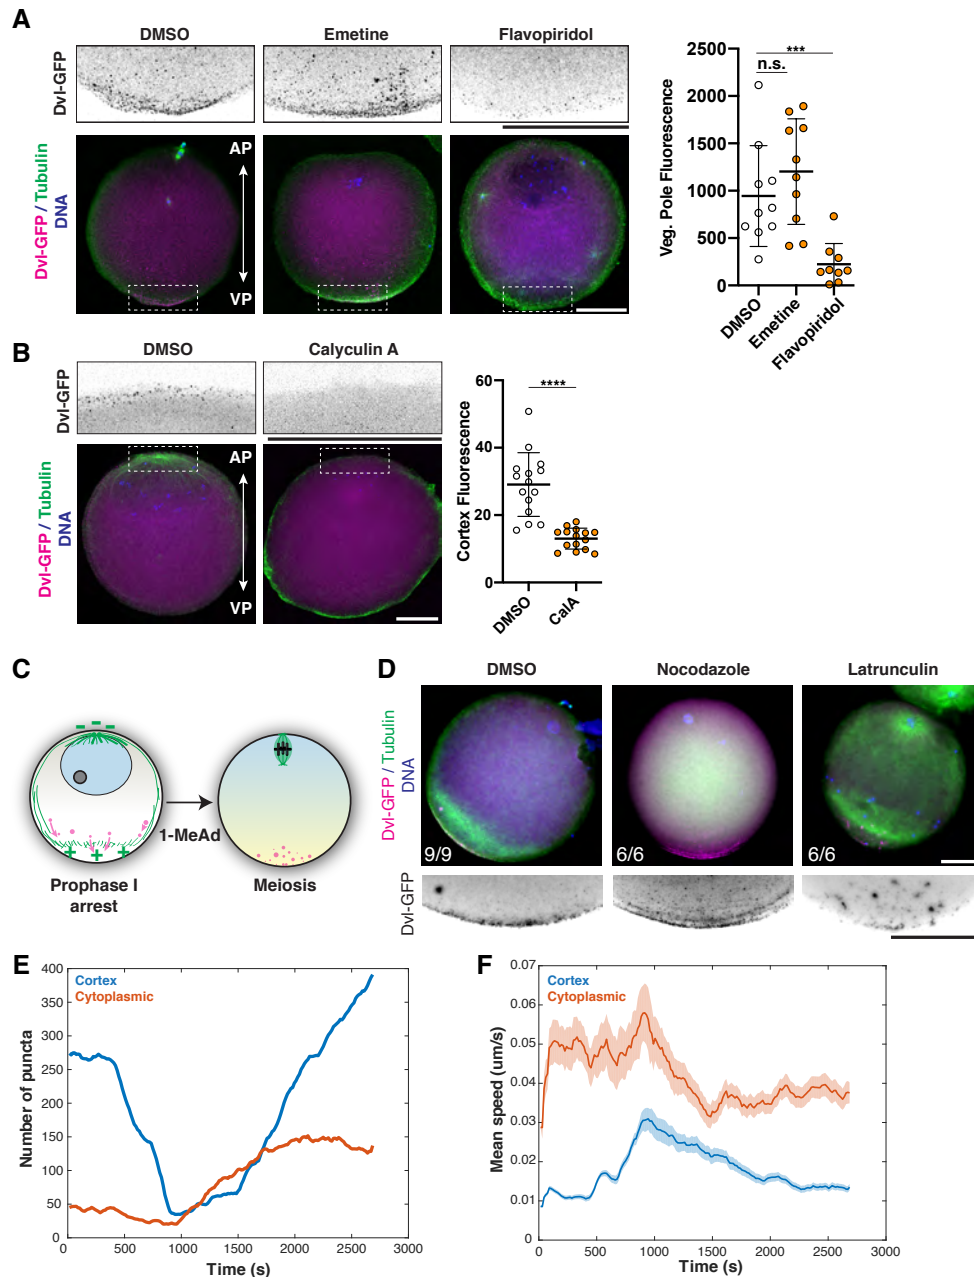 A
DMSO
Emetine
Flavopiridol
Dvl-GFP
Dvl-GFP / Tubulin
DNA
AP
VP
Veg. Pole Fluorescence
2500
2000
1500
1000
500
0
n.s.
***
DMSO
Emetine
Flavopiridol
B
DMSO
Calyculin A
Dvl-GFP
Dvl-GFP / Tubulin
DNA
AP
VP
Cortex Fluorescence
60
40
20
0
****
DMSO
CalA
C
- - -
+ + +
1-MeAd
Prophase I
arrest
Meiosis
D
DMSO
Nocodazole
Latrunculin
Dvl-GFP / Tubulin
DNA
9/9
6/6
6/6
Dvl-GFP
E
Cortex
Cytoplasmic
Number of puncta
400
350
300
250
200
150
100
50
0
0 500 1000 1500 2000 2500 3000
Time (s)
F
Cortex
Cytoplasmic
Mean speed (um/s)
0.07
0.06
0.05
0.04
0.03
0.02
0.01
0
0 500 1000 1500 2000 2500 3000
Time (s)